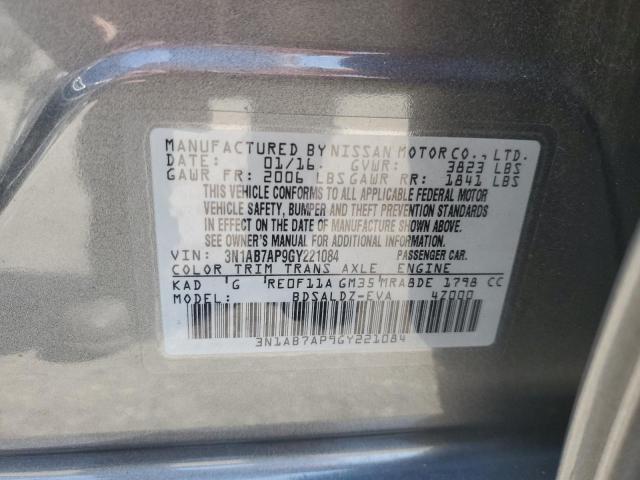 MANUFACTURED BY NISSAN MOTOR CO., LTD.
DATE: 01/16 GVWR: 3823 LBS
GAWR FR: 2006 LBS GAWR RR: 1841 LBS
THIS VEHICLE CONFORMS TO ALL APPLICABLE FEDERAL MOTOR
VEHICLE SAFETY, BUMPER AND THEFT PREVENTION STANDARDS
IN EFFECT ON THE DATE OF MANUFACTURE SHOWN ABOVE.
SEE OWNER'S MANUAL FOR ADDITIONAL INFORMATION.
VIN: 3N1AB7AP9GY221084 PASSENGER CAR.
COLOR TRIM TRANS AXLE ENGINE
KAD G RE0F11A GM35 MRA8DE 1798 CC
MODEL: BDSALDZ-EVA 4Z000
3N1AB7AP9GY221084